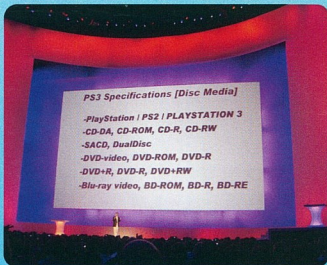 PS3 Specifications [Disc Media]
-PlayStation / PS2 / PLAYSTATION 3
-CD-DA, CD-ROM, CD-R, CD-RW
-SACD, DualDisc
-DVD-video, DVD-ROM, DVD-R
-DVD+R, DVD-R, DVD+RW
-Blu-ray video, BD-ROM, BD-R, BD-RE